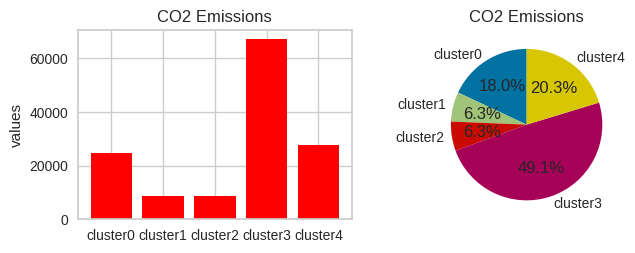 CO2 Emissions
values
60000
40000
20000
0
cluster0 cluster1 cluster2 cluster3 cluster4
CO2 Emissions
cluster0
cluster4
18.0%
20.3%
cluster1
6.3%
cluster2
6.3%
49.1%
cluster3